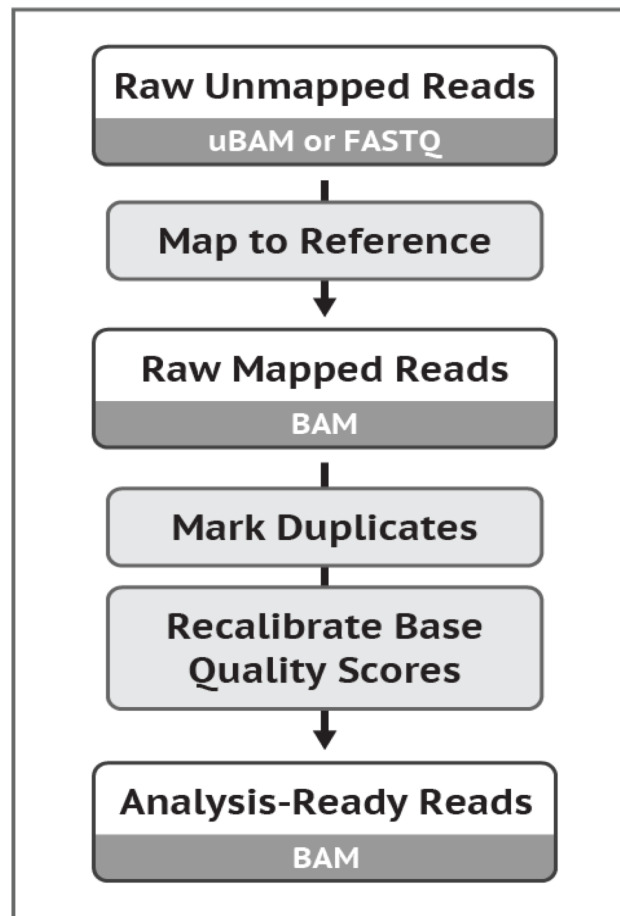 Raw Unmapped Reads
uBAM or FASTQ
Map to Reference
Raw Mapped Reads
BAM
Mark Duplicates
Recalibrate Base
Quality Scores
Analysis-Ready Reads
BAM